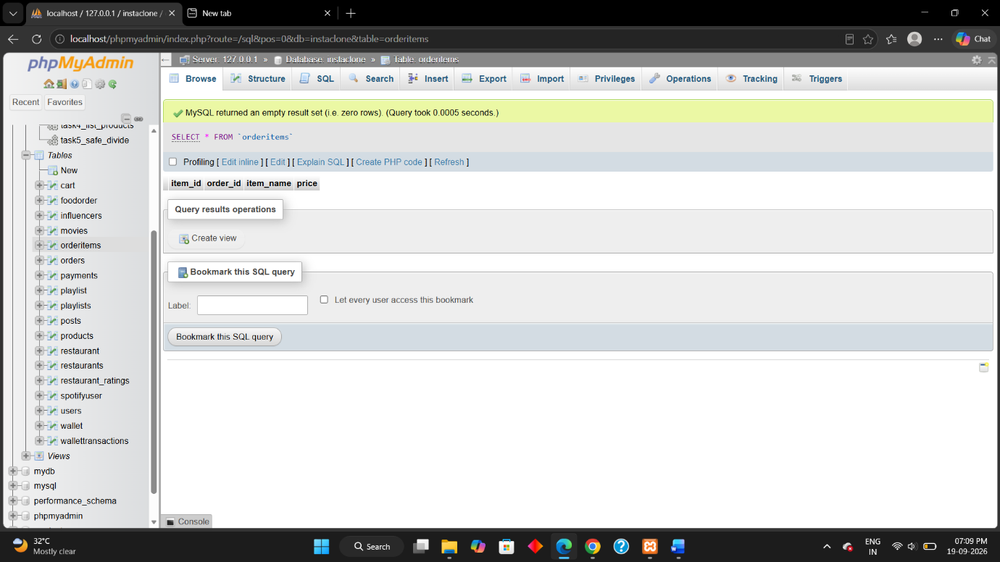 localhost / 127.0.0.1 / instaclone /
New tab
localhost/phpmyadmin/index.php?route=/sql&pos=0&db=instaclone&table=orderitems
Chat
phpMyAdmin
Recent
Favorites
task4_list_products
task5_safe_divide
Tables
New
cart
foodorder
influencers
movies
orderitems
orders
payments
playlist
playlists
posts
products
restaurant
restaurants
restaurant_ratings
spotifyuser
users
wallet
wallettransactions
Views
mydb
mysql
performance_schema
phpmyadmin
Server: 127.0.0.1 » Database: instaclone » Table: orderitems
Browse Structure SQL Search Insert Export Import Privileges Operations Tracking Triggers
MySQL returned an empty result set (i.e. zero rows). (Query took 0.0005 seconds.)
SELECT * FROM `orderitems`
Profiling [ Edit inline ] [ Edit ] [ Explain SQL ] [ Create PHP code ] [ Refresh ]
item_id order_id item_name price
Query results operations
Create view
Bookmark this SQL query
Label:
Let every user access this bookmark
Bookmark this SQL query
Console
32°C
Mostly clear
Search
ENG
IN
07:09 PM
19-09-2026